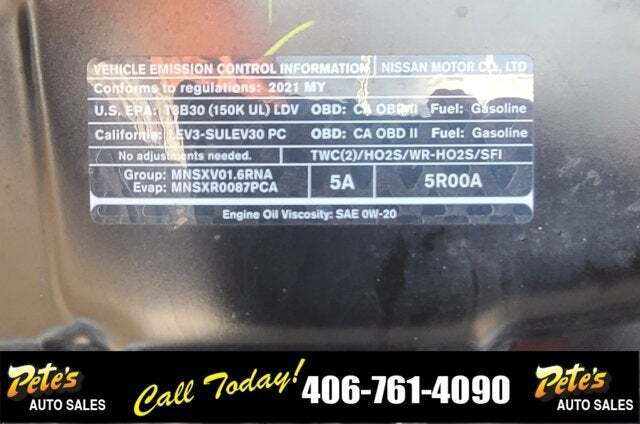 VEHICLE EMISSION CONTROL INFORMATION NISSAN MOTOR CO., LTD
Conforms to regulations: 2021 MY
U.S. EPA: T3B30 (150K UL) LDV OBD: CA OBD II Fuel: Gasoline
California: LEV3-SULEV30 PC OBD: CA OBD II Fuel: Gasoline
No adjustments needed. TWC(2)/HO2S/WR-HO2S/SFI
Group: MNSXV01.6RNA
Evap: MNSXR0087PCA
5A 5R00A
Engine Oil Viscosity: SAE 0W-20
Pete's AUTO SALES
Call Today! 406-761-4090
Pete's AUTO SALES